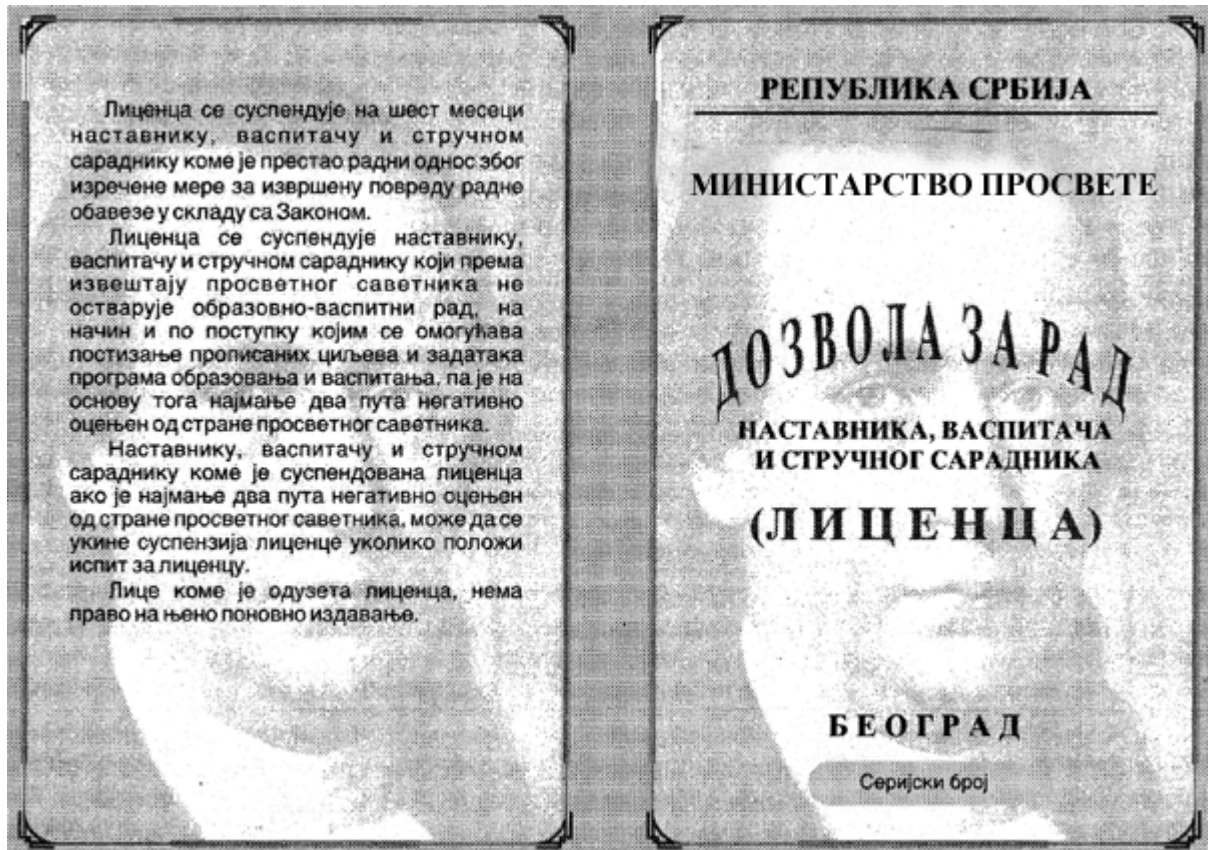 Лиценца се суспендује на шест месеци
наставнику, васпитачу и стручном
сараднику коме је престао радни однос због
изречене мере за извршену повреду радне
обавезе у складу са Законом.
Лиценца се суспендује наставнику,
васпитачу и стручном сараднику који према
извештају просветног саветника не
остварује образовно-васпитни рад, на
начин и по поступку којим се омогућава
постизање прописаних циљева и задатака
програма образовања и васпитања, па је на
основу тога најмање два пута негативно
оцењен од стране просветног саветника.
Наставнику, васпитачу и стручном
сараднику коме је суспендована лиценца
ако је најмање два пута негативно оцењен
од стране просветног саветника, може да се
укине суспензија лиценце уколико положи
испит за лиценцу.
Лице коме је одузета лиценца, нема
право на њено поновно издавање.
РЕПУБЛИКА СРБИЈА
МИНИСТАРСТВО ПРОСВЕТЕ
ДОЗВОЛА ЗА РАД
НАСТАВНИКА, ВАСПИТАЧА
И СТРУЧНОГ САРАДНИКА
(ЛИЦЕНЦА)
БЕОГРАД
Серијски број